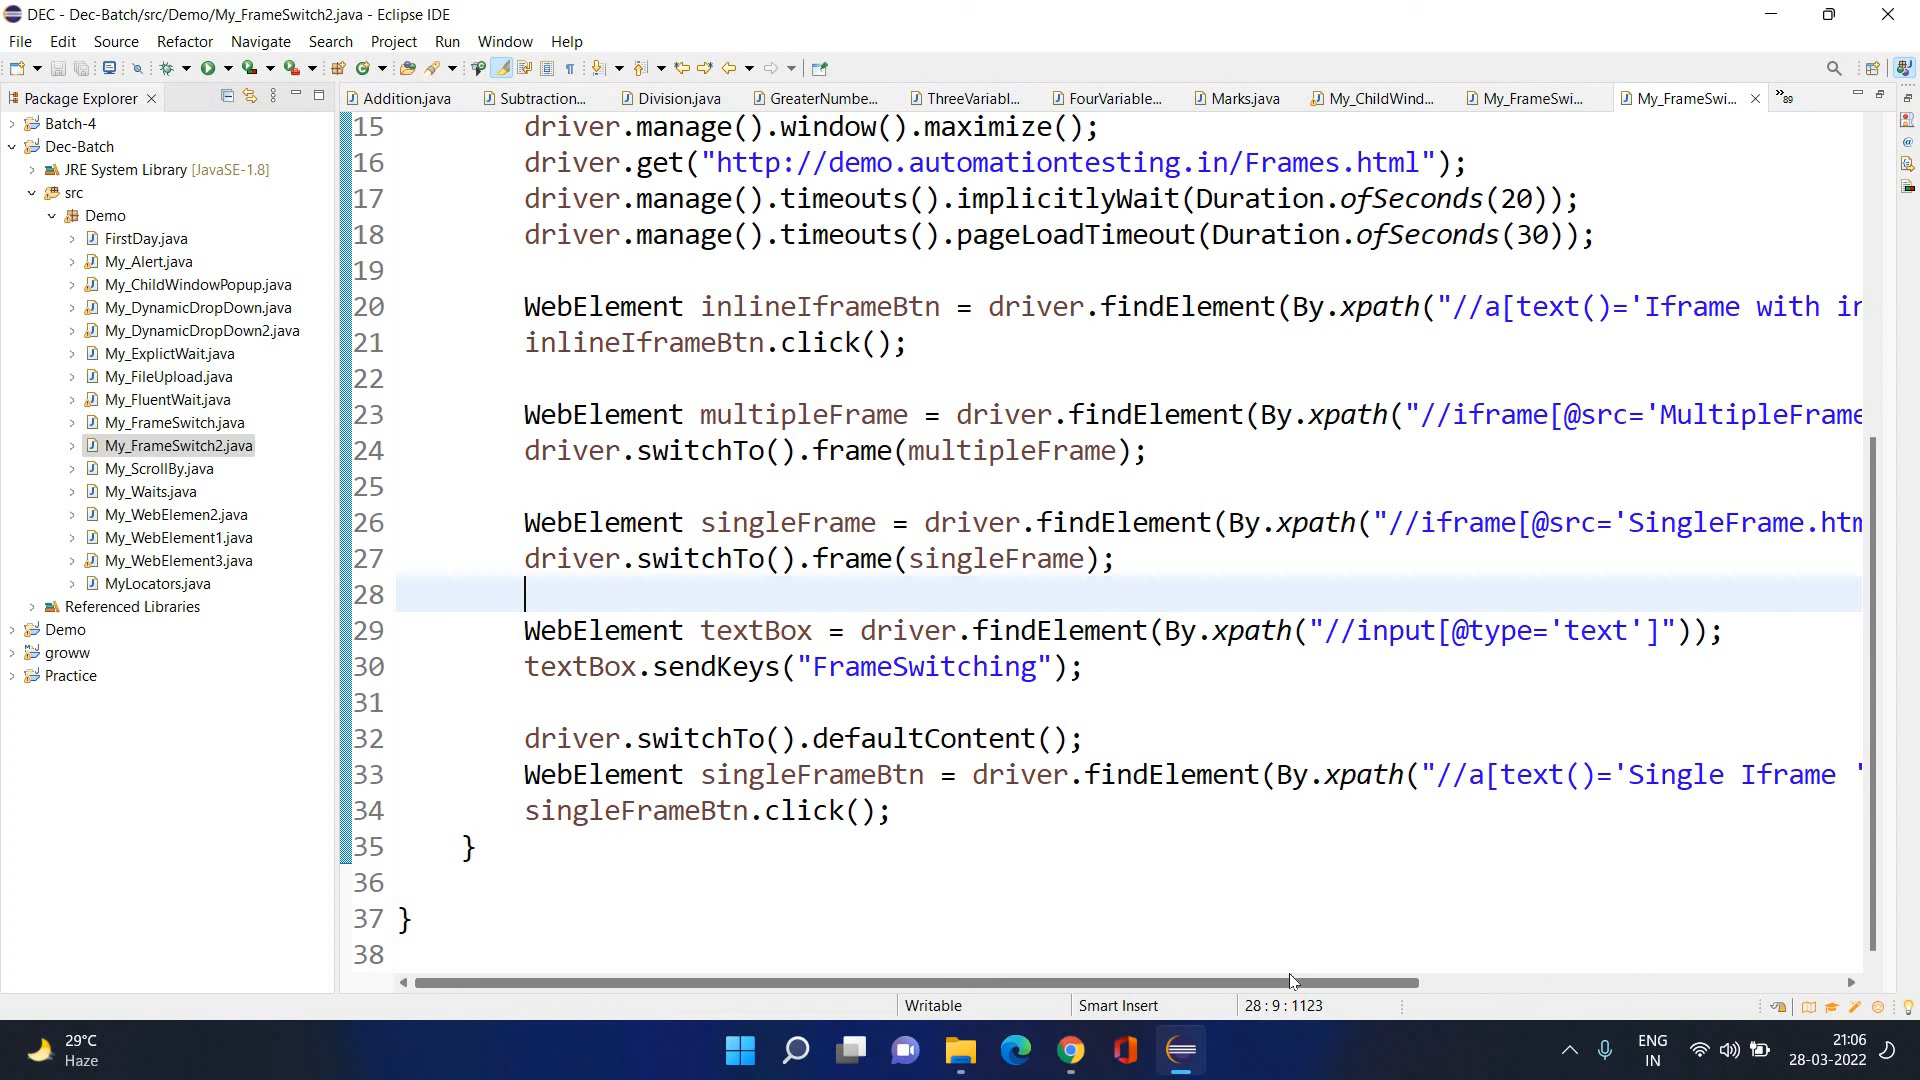 DEC - Dec-Batch/src/Demo/My_FrameSwitch2.java - Eclipse IDE
File Edit Source Refactor Navigate Search Project Run Window Help
Package Explorer
Addition.java Subtraction... Division.java GreaterNumbe... ThreeVariabl... FourVariable... Marks.java My_ChildWind... My_FrameSwi... My_FrameSwi... »89
Batch-4
Dec-Batch
JRE System Library [JavaSE-1.8]
src
Demo
FirstDay.java
My_Alert.java
My_ChildWindowPopup.java
My_DynamicDropDown.java
My_DynamicDropDown2.java
My_ExplictWait.java
My_FileUpload.java
My_FluentWait.java
My_FrameSwitch.java
My_FrameSwitch2.java
My_ScrollBy.java
My_Waits.java
My_WebElemen2.java
My_WebElement1.java
My_WebElement3.java
MyLocators.java
Referenced Libraries
Demo
groww
Practice
15 driver.manage().window().maximize();
16 driver.get("http://demo.automationtesting.in/Frames.html");
17 driver.manage().timeouts().implicitlyWait(Duration.ofSeconds(20));
18 driver.manage().timeouts().pageLoadTimeout(Duration.ofSeconds(30));
19
20 WebElement inlineIframeBtn = driver.findElement(By.xpath("//a[text()='Iframe with in
21 inlineIframeBtn.click();
22
23 WebElement multipleFrame = driver.findElement(By.xpath("//iframe[@src='MultipleFrame
24 driver.switchTo().frame(multipleFrame);
25
26 WebElement singleFrame = driver.findElement(By.xpath("//iframe[@src='SingleFrame.htm
27 driver.switchTo().frame(singleFrame);
28
29 WebElement textBox = driver.findElement(By.xpath("//input[@type='text']"));
30 textBox.sendKeys("FrameSwitching");
31
32 driver.switchTo().defaultContent();
33 WebElement singleFrameBtn = driver.findElement(By.xpath("//a[text()='Single Iframe '
34 singleFrameBtn.click();
35 }
36
37 }
38
Writable Smart Insert 28 : 9 : 1123
29°C
Haze
ENG
IN
21:06
28-03-2022